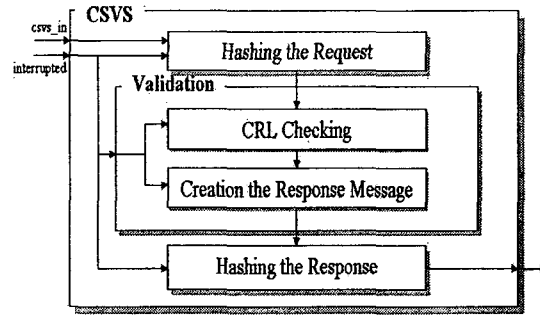 CSVS
csvs_in
interrupted
Hashing the Request
Validation
CRL Checking
Creation the Response Message
Hashing the Response